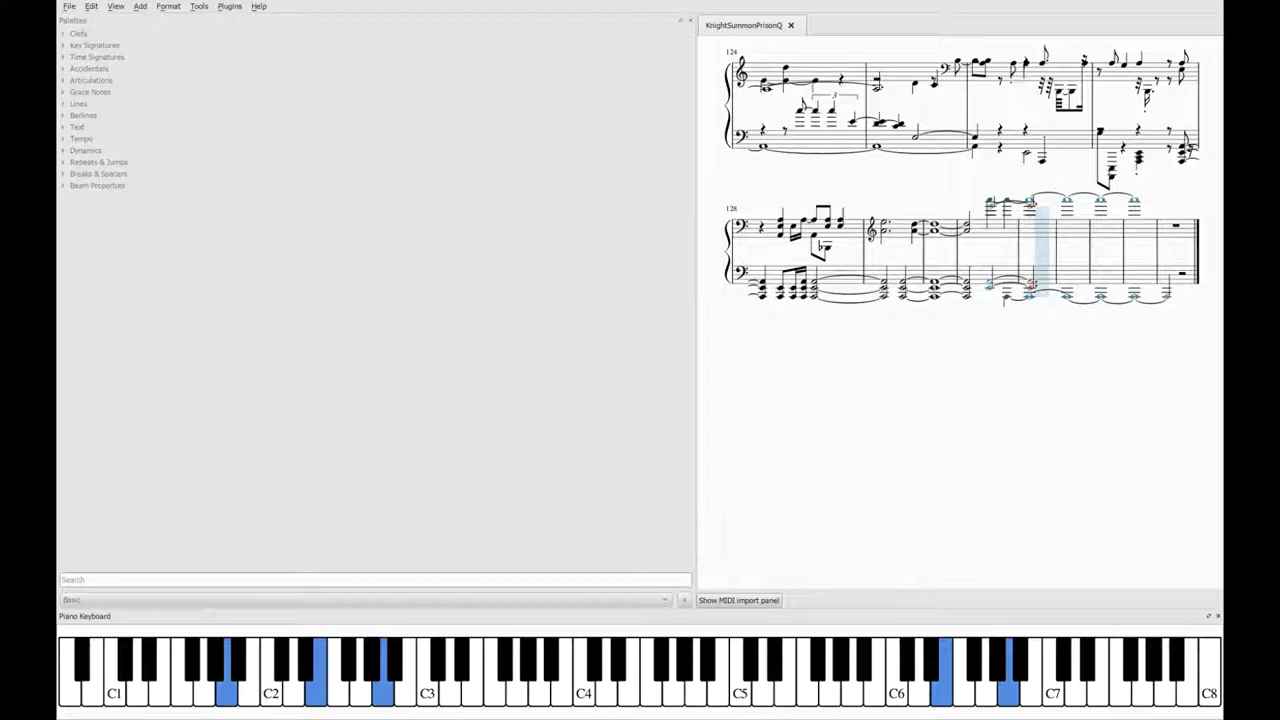 File Edit View Add Format Tools Plugins Help
Palettes
Clefs
Key Signatures
Time Signatures
Accidentals
Articulations
Grace Notes
Lines
Barlines
Text
Tempo
Dynamics
Repeats & Jumps
Breaks & Spacers
Beam Properties
Search
Basic
KnightSummonPrisonQ
124
3
128
Show MIDI import panel
Piano Keyboard
C1 C2 C3 C4 C5 C6 C7 C8